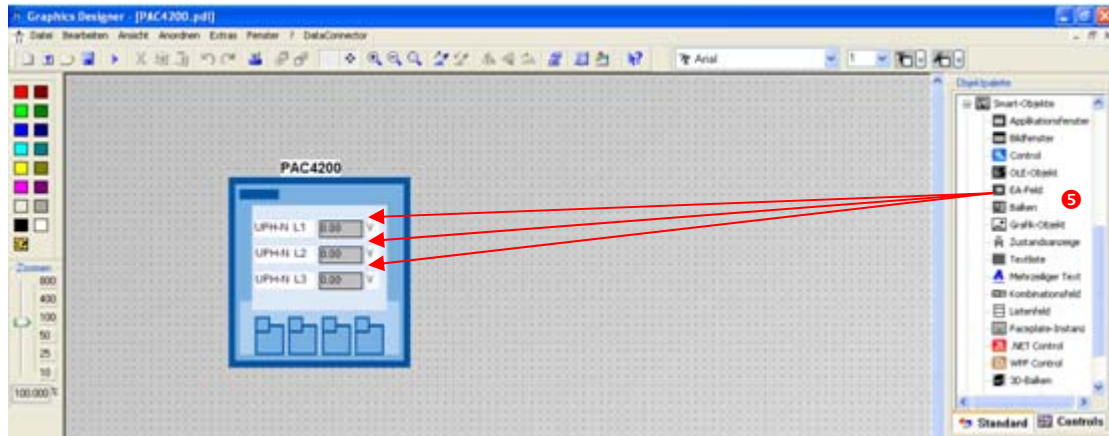 Graphics Designer - [PAC4200.pdl]
Datei Bearbeiten Ansicht Anordnen Extras Fenster ? DataConnector
Arial 1
Objektpalette
Smart-Objekte
Applikationsfenster
Bildfenster
Control
OLE-Objekt
EA-Feld
5
Balken
Grafik-Objekt
Zustandsanzeige
Textliste
Mehrzeiliger Text
Kombinationsfeld
Listenfeld
Faceplate-Instanz
.NET Control
WPF Control
3D-Balken
Standard Controls
PAC4200
UPH-N L1 0.00 V
UPH-N L2 0.00 V
UPH-N L3 0.00 V
Zoomen
800
400
100
50
25
10
100.000 %